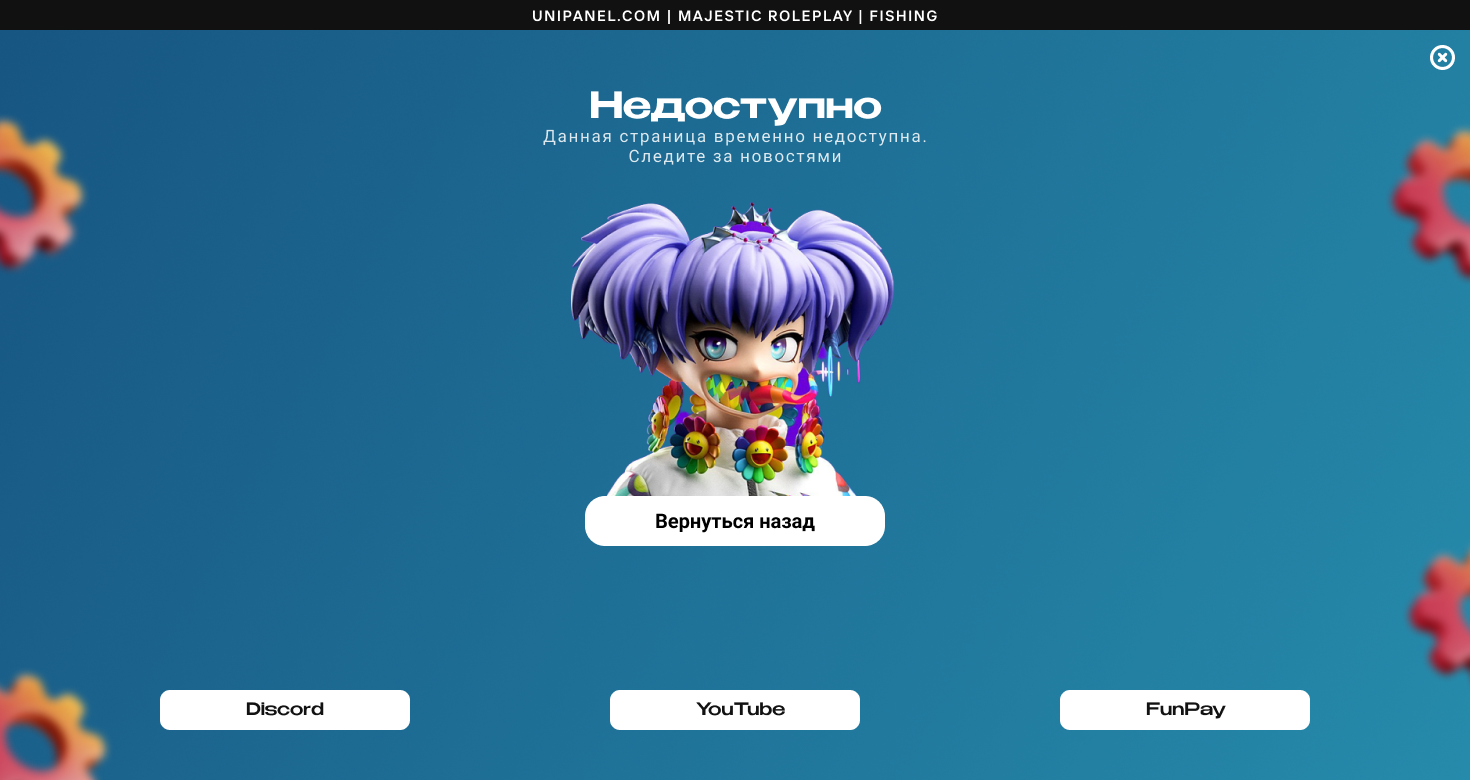 UNIPANEL.COM | MAJESTIC ROLEPLAY | FISHING
Недоступно
Данная страница временно недоступна.
Следите за новостями
Вернуться назад
Discord
YouTube
FunPay